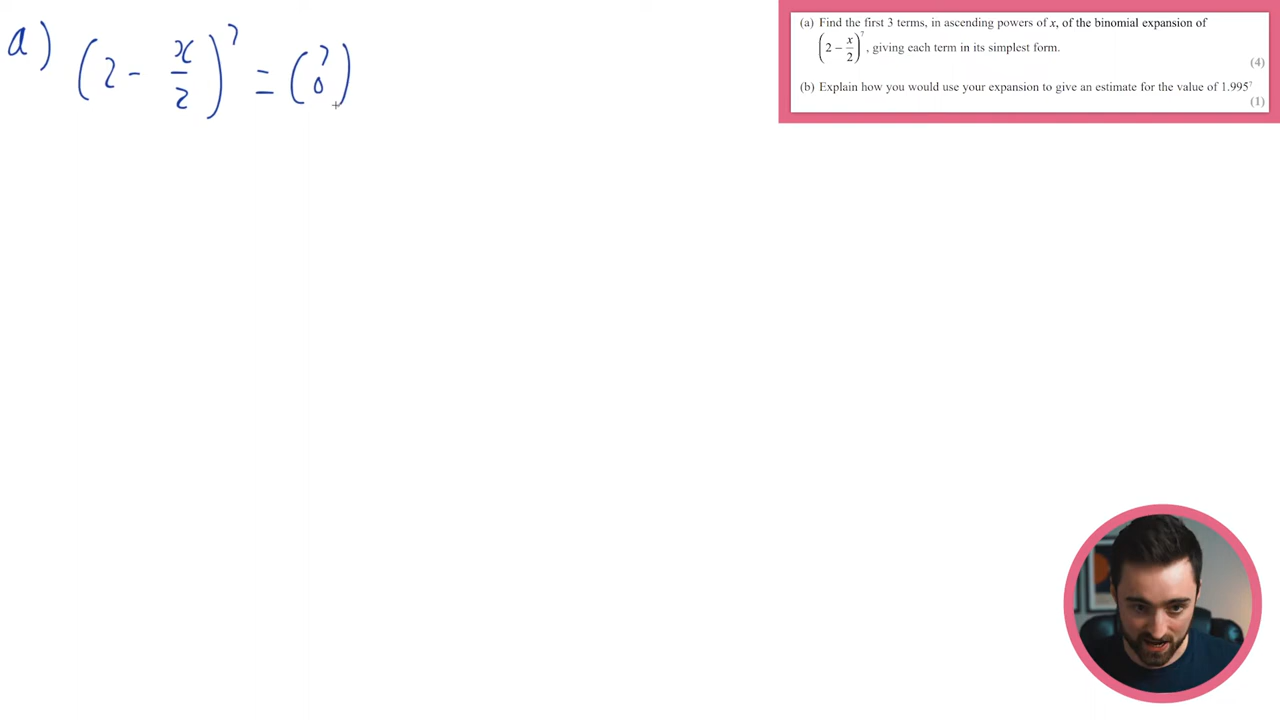 a) (2 - x/2)^7 = (7 0)
(a) Find the first 3 terms, in ascending powers of x, of the binomial expansion of
(2 - x/2)^7, giving each term in its simplest form.
(4)
(b) Explain how you would use your expansion to give an estimate for the value of 1.995^7
(1)